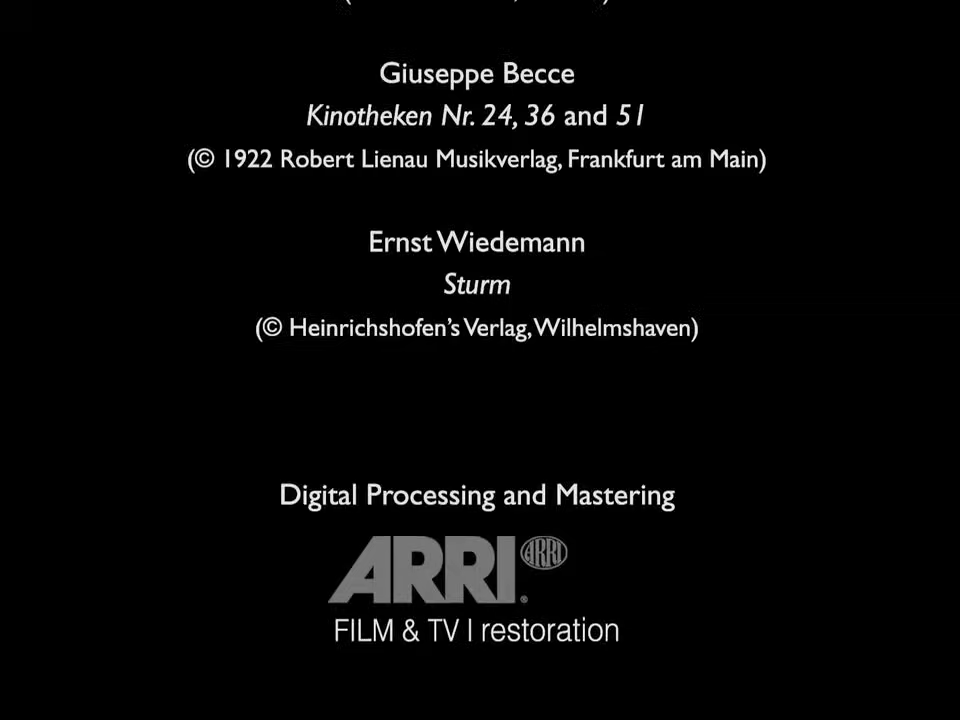 Giuseppe Becce
Kinotheken Nr. 24, 36 and 51
(© 1922 Robert Lienau Musikverlag, Frankfurt am Main)
Ernst Wiedemann
Sturm
(© Heinrichshofen's Verlag, Wilhelmshaven)
Digital Processing and Mastering
ARRI ARRI
®
FILM & TV | restoration